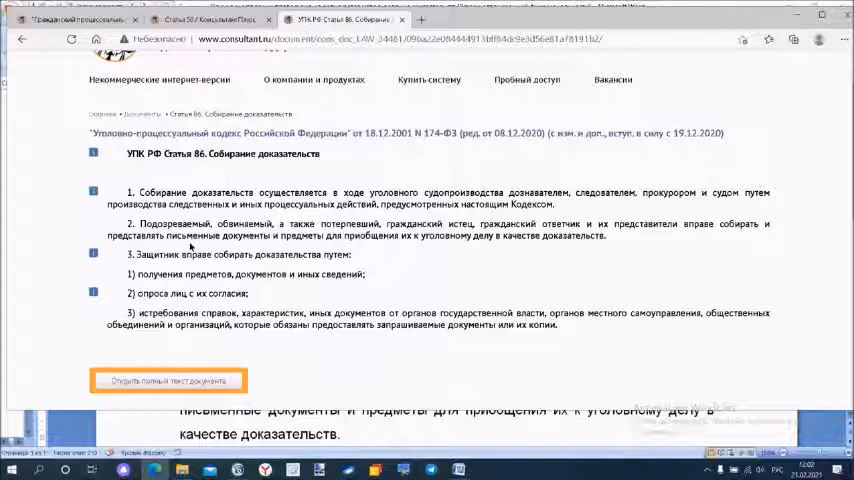 "Гражданский процессуальн
Статья 59 / КонсультантПлюс
УПК РФ Статья 86. Собирание
Небезопасно
www.consultant.ru/document/cons_doc_LAW_34481/096a22e084444913bff84dc9e3d56e81a78191b2/
Некоммерческие интернет-версии
О компании и продуктах
Купить систему
Пробный доступ
Вакансии
Главная
Документы
Статья 86. Собирание доказательств
"Уголовно-процессуальный кодекс Российской Федерации" от 18.12.2001 N 174-ФЗ (ред. от 08.12.2020) (с изм. и доп., вступ. в силу с 19.12.2020)
УПК РФ Статья 86. Собирание доказательств
1. Собирание доказательств осуществляется в ходе уголовного судопроизводства дознавателем, следователем, прокурором и судом путем
производства следственных и иных процессуальных действий, предусмотренных настоящим Кодексом.
2. Подозреваемый, обвиняемый, а также потерпевший, гражданский истец, гражданский ответчик и их представители вправе собирать и
представлять письменные документы и предметы для приобщения их к уголовному делу в качестве доказательств.
3. Защитник вправе собирать доказательства путем:
1) получения предметов, документов и иных сведений;
2) опроса лиц с их согласия;
3) истребования справок, характеристик, иных документов от органов государственной власти, органов местного самоуправления, общественных
объединений и организаций, которые обязаны предоставлять запрашиваемые документы или их копии.
Открыть полный текст документа
письменные документы и предметы для приобщения их к уголовному делу в
качестве доказательств.
Русский (Россия)
РУС
12:02
21.02.2021